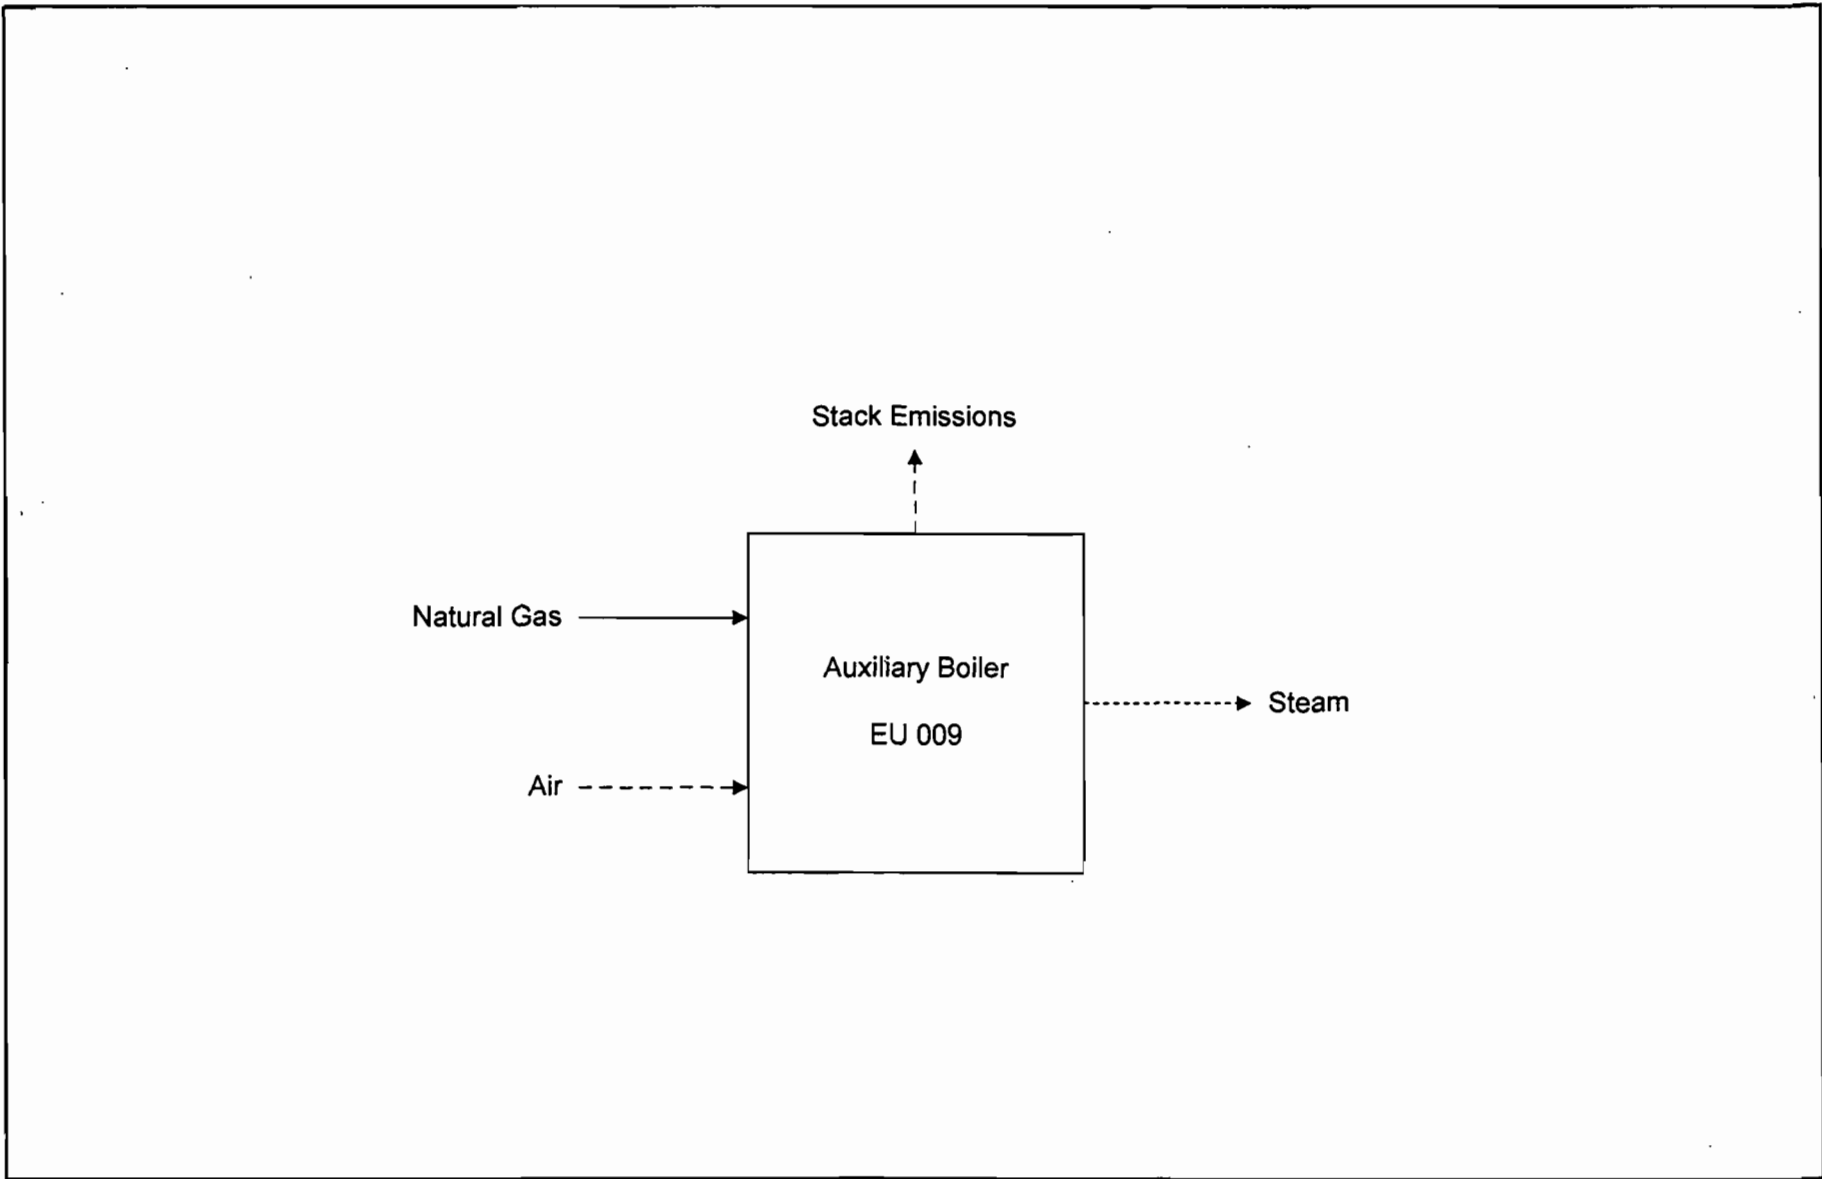 Stack Emissions
Natural Gas
Auxiliary Boiler
Steam
EU 009
Air